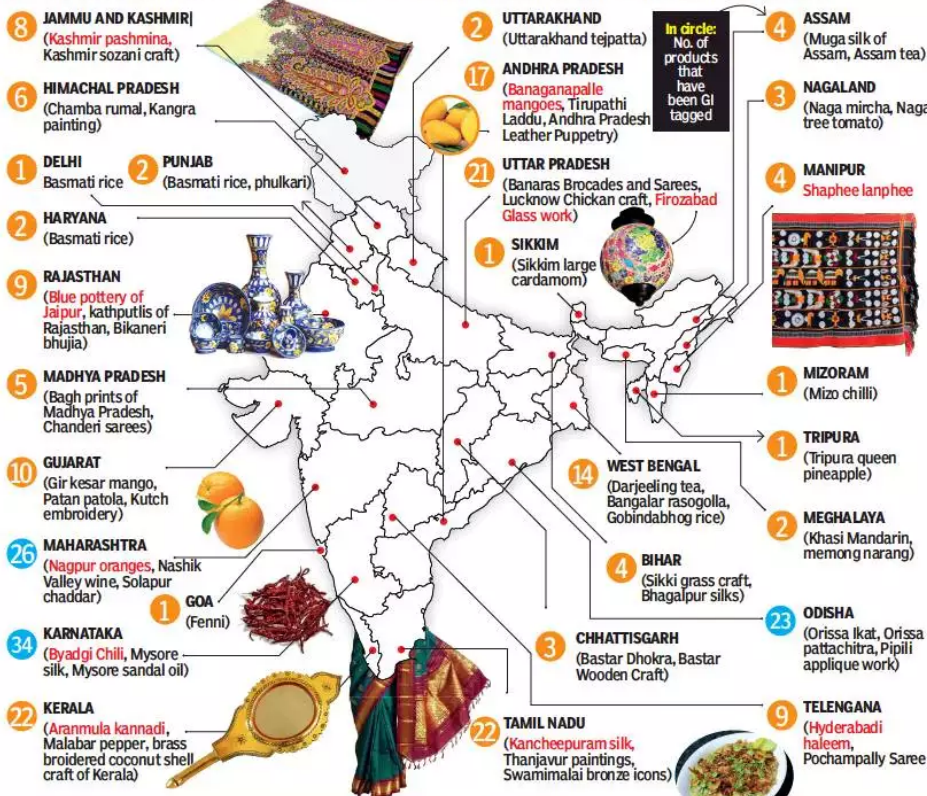 8
JAMMU AND KASHMIR|
(Kashmir pashmina,
Kashmir sozani craft)
6
HIMACHAL PRADESH
(Chamba rumal, Kangra
painting)
1
DELHI
Basmati rice
2
PUNJAB
(Basmati rice, phulkari)
2
HARYANA
(Basmati rice)
9
RAJASTHAN
(Blue pottery of
Jaipur, kathputlis of
Rajasthan, Bikaneri
bhujia)
5
MADHYA PRADESH
(Bagh prints of
Madhya Pradesh,
Chanderi sarees)
10
GUJARAT
(Gir kesar mango,
Patan patola, Kutch
embroidery)
26
MAHARASHTRA
(Nagpur oranges, Nashik
Valley wine, Solapur
chaddar)
1
GOA
(Fenni)
34
KARNATAKA
(Byadgi Chili, Mysore
silk, Mysore sandal oil)
22
KERALA
(Aranmula kannadi,
Malabar pepper, brass
broidered coconut shell
craft of Kerala)
2
UTTARAKHAND
(Uttarakhand tejpatta)
17
ANDHRA PRADESH
(Banaganapalle
mangoes, Tirupathi
Laddu, Andhra Pradesh
Leather Puppetry)
21
UTTAR PRADESH
(Banaras Brocades and Sarees,
Lucknow Chickan craft, Firozabad
Glass work)
1
SIKKIM
(Sikkim large
cardamom)
14
WEST BENGAL
(Darjeeling tea,
Bangalar rasogolla,
Gobindabhog rice)
4
BIHAR
(Sikki grass craft,
Bhagalpur silks)
3
CHHATTISGARH
(Bastar Dhokra, Bastar
Wooden Craft)
22
TAMIL NADU
(Kancheepuram silk,
Thanjavur paintings,
Swamimalai bronze icons)
In circle:
No. of
products
that
have
been GI
tagged
4
ASSAM
(Muga silk of
Assam, Assam tea)
3
NAGALAND
(Naga mircha, Naga
tree tomato)
4
MANIPUR
Shaphee lanphee
1
MIZORAM
(Mizo chilli)
1
TRIPURA
(Tripura queen
pineapple)
2
MEGHALAYA
(Khasi Mandarin,
memong narang)
23
ODISHA
(Orissa Ikat, Orissa
pattachitra, Pipili
applique work)
9
TELENGANA
(Hyderabadi
haleem,
Pochampally Saree